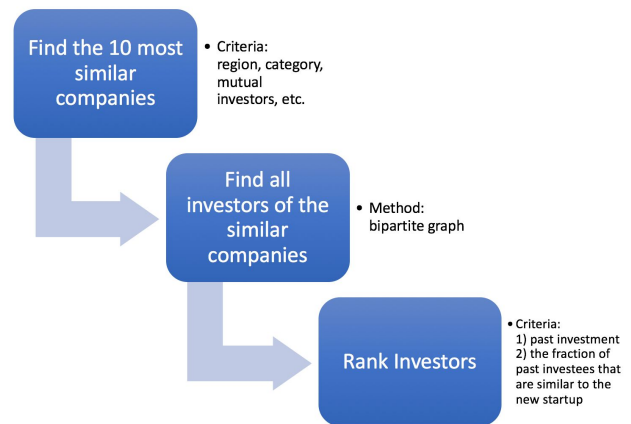 Find the 10 most
similar
companies
• Criteria:
region, category,
mutual
investors, etc.
Find all
investors of the
similar
companies
• Method:
bipartite graph
Rank Investors
• Criteria:
1) past investment
2) the fraction of
past investees that
are similar to the
new startup